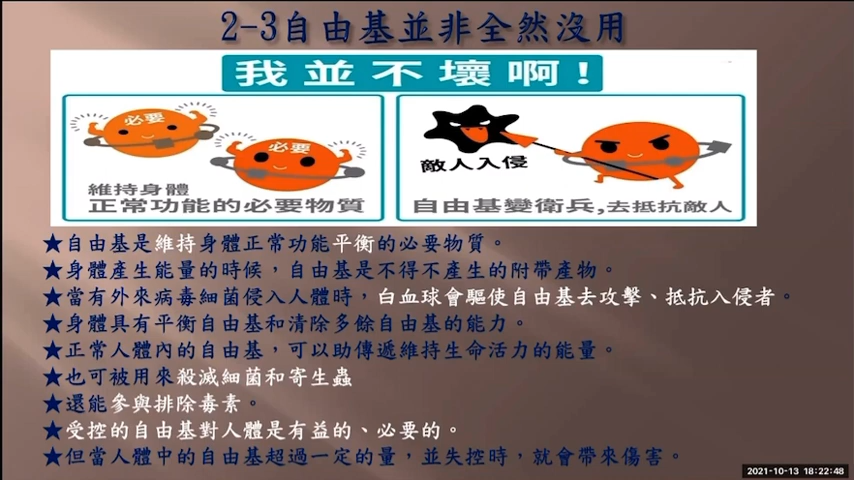 2-3自由基並非全然沒用
我並不壞啊!
必要
必要
維持身體
正常功能的必要物質
敵人入侵
自由基變衛兵,去抵抗敵人
★自由基是維持身體正常功能平衡的必要物質。
★身體產生能量的時候，自由基是不得不產生的附帶產物。
★當有外來病毒細菌侵入人體時，白血球會驅使自由基去攻擊、抵抗入侵者。
★身體具有平衡自由基和清除多餘自由基的能力。
★正常人體內的自由基，可以助傳遞維持生命活力的能量。
★也可被用來殺滅細菌和寄生蟲
★還能參與排除毒素。
★受控的自由基對人體是有益的、必要的。
★但當人體中的自由基超過一定的量，並失控時，就會帶來傷害。
2021-10-13 18:22:48